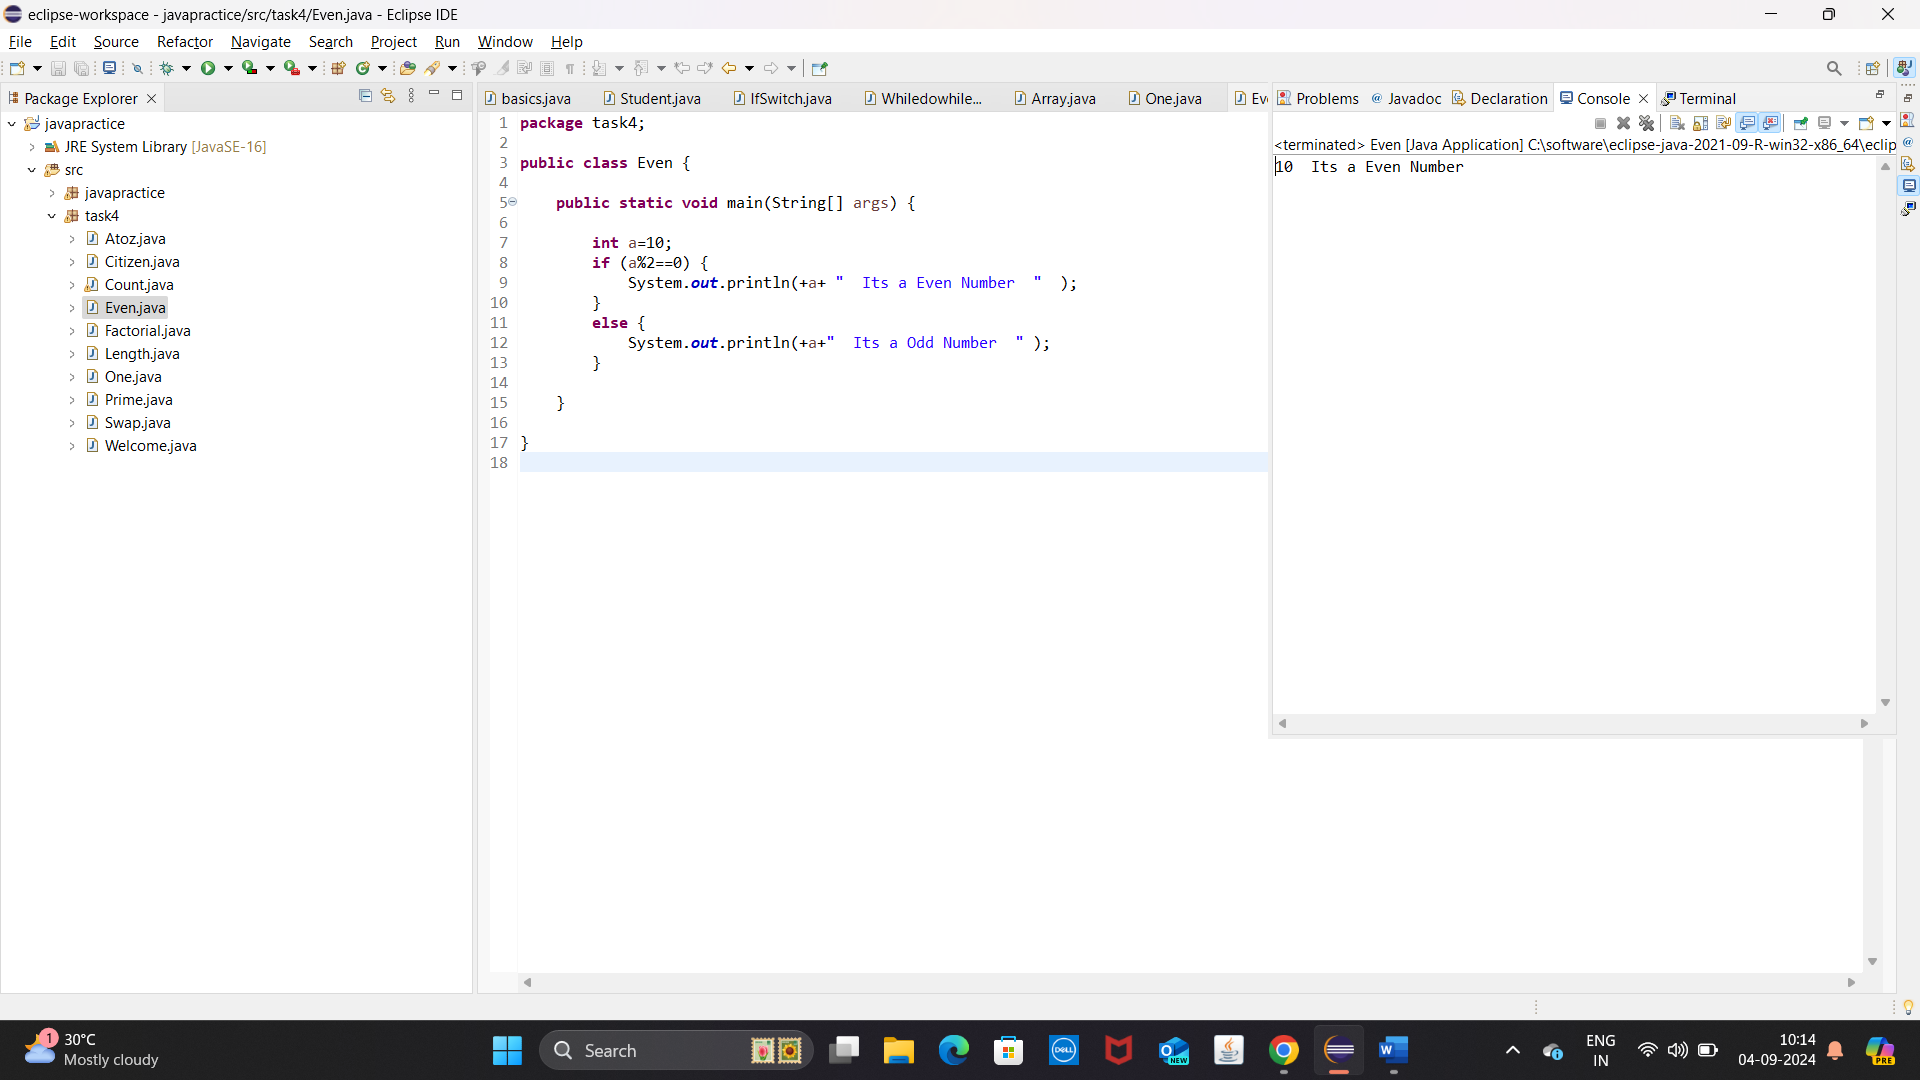 eclipse-workspace - javapractice/src/task4/Even.java - Eclipse IDE
File Edit Source Refactor Navigate Search Project Run Window Help
Package Explorer
javapractice
JRE System Library [JavaSE-16]
src
javapractice
task4
Atoz.java
Citizen.java
Count.java
Even.java
Factorial.java
Length.java
One.java
Prime.java
Swap.java
Welcome.java
basics.java Student.java IfSwitch.java Whiledowhile... Array.java One.java Ev
1 package task4;
2
3 public class Even {
4
5 public static void main(String[] args) {
6
7 int a=10;
8 if (a%2==0) {
9 System.out.println(+a+ "  Its a Even Number  "  );
10 }
11 else {
12 System.out.println(+a+"  Its a Odd Number  " );
13 }
14
15 }
16
17 }
18
Problems Javadoc Declaration Console Terminal
<terminated> Even [Java Application] C:\software\eclipse-java-2021-09-R-win32-x86_64\eclip
10  Its a Even Number
1
30°C
Mostly cloudy
Search
DELL
NEW
W
ENG
IN
10:14
04-09-2024
PRE